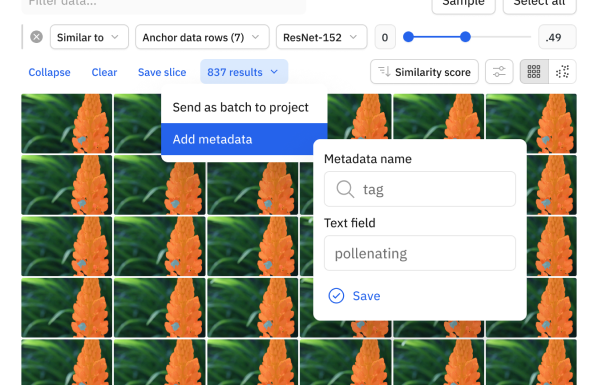 Filter data...
Sample
Select all
Similar to
Anchor data rows (7)
ResNet-152
0
.49
Collapse
Clear
Save slice
837 results
Similarity score
Send as batch to project
Add metadata
Metadata name
tag
Text field
pollenating
Save